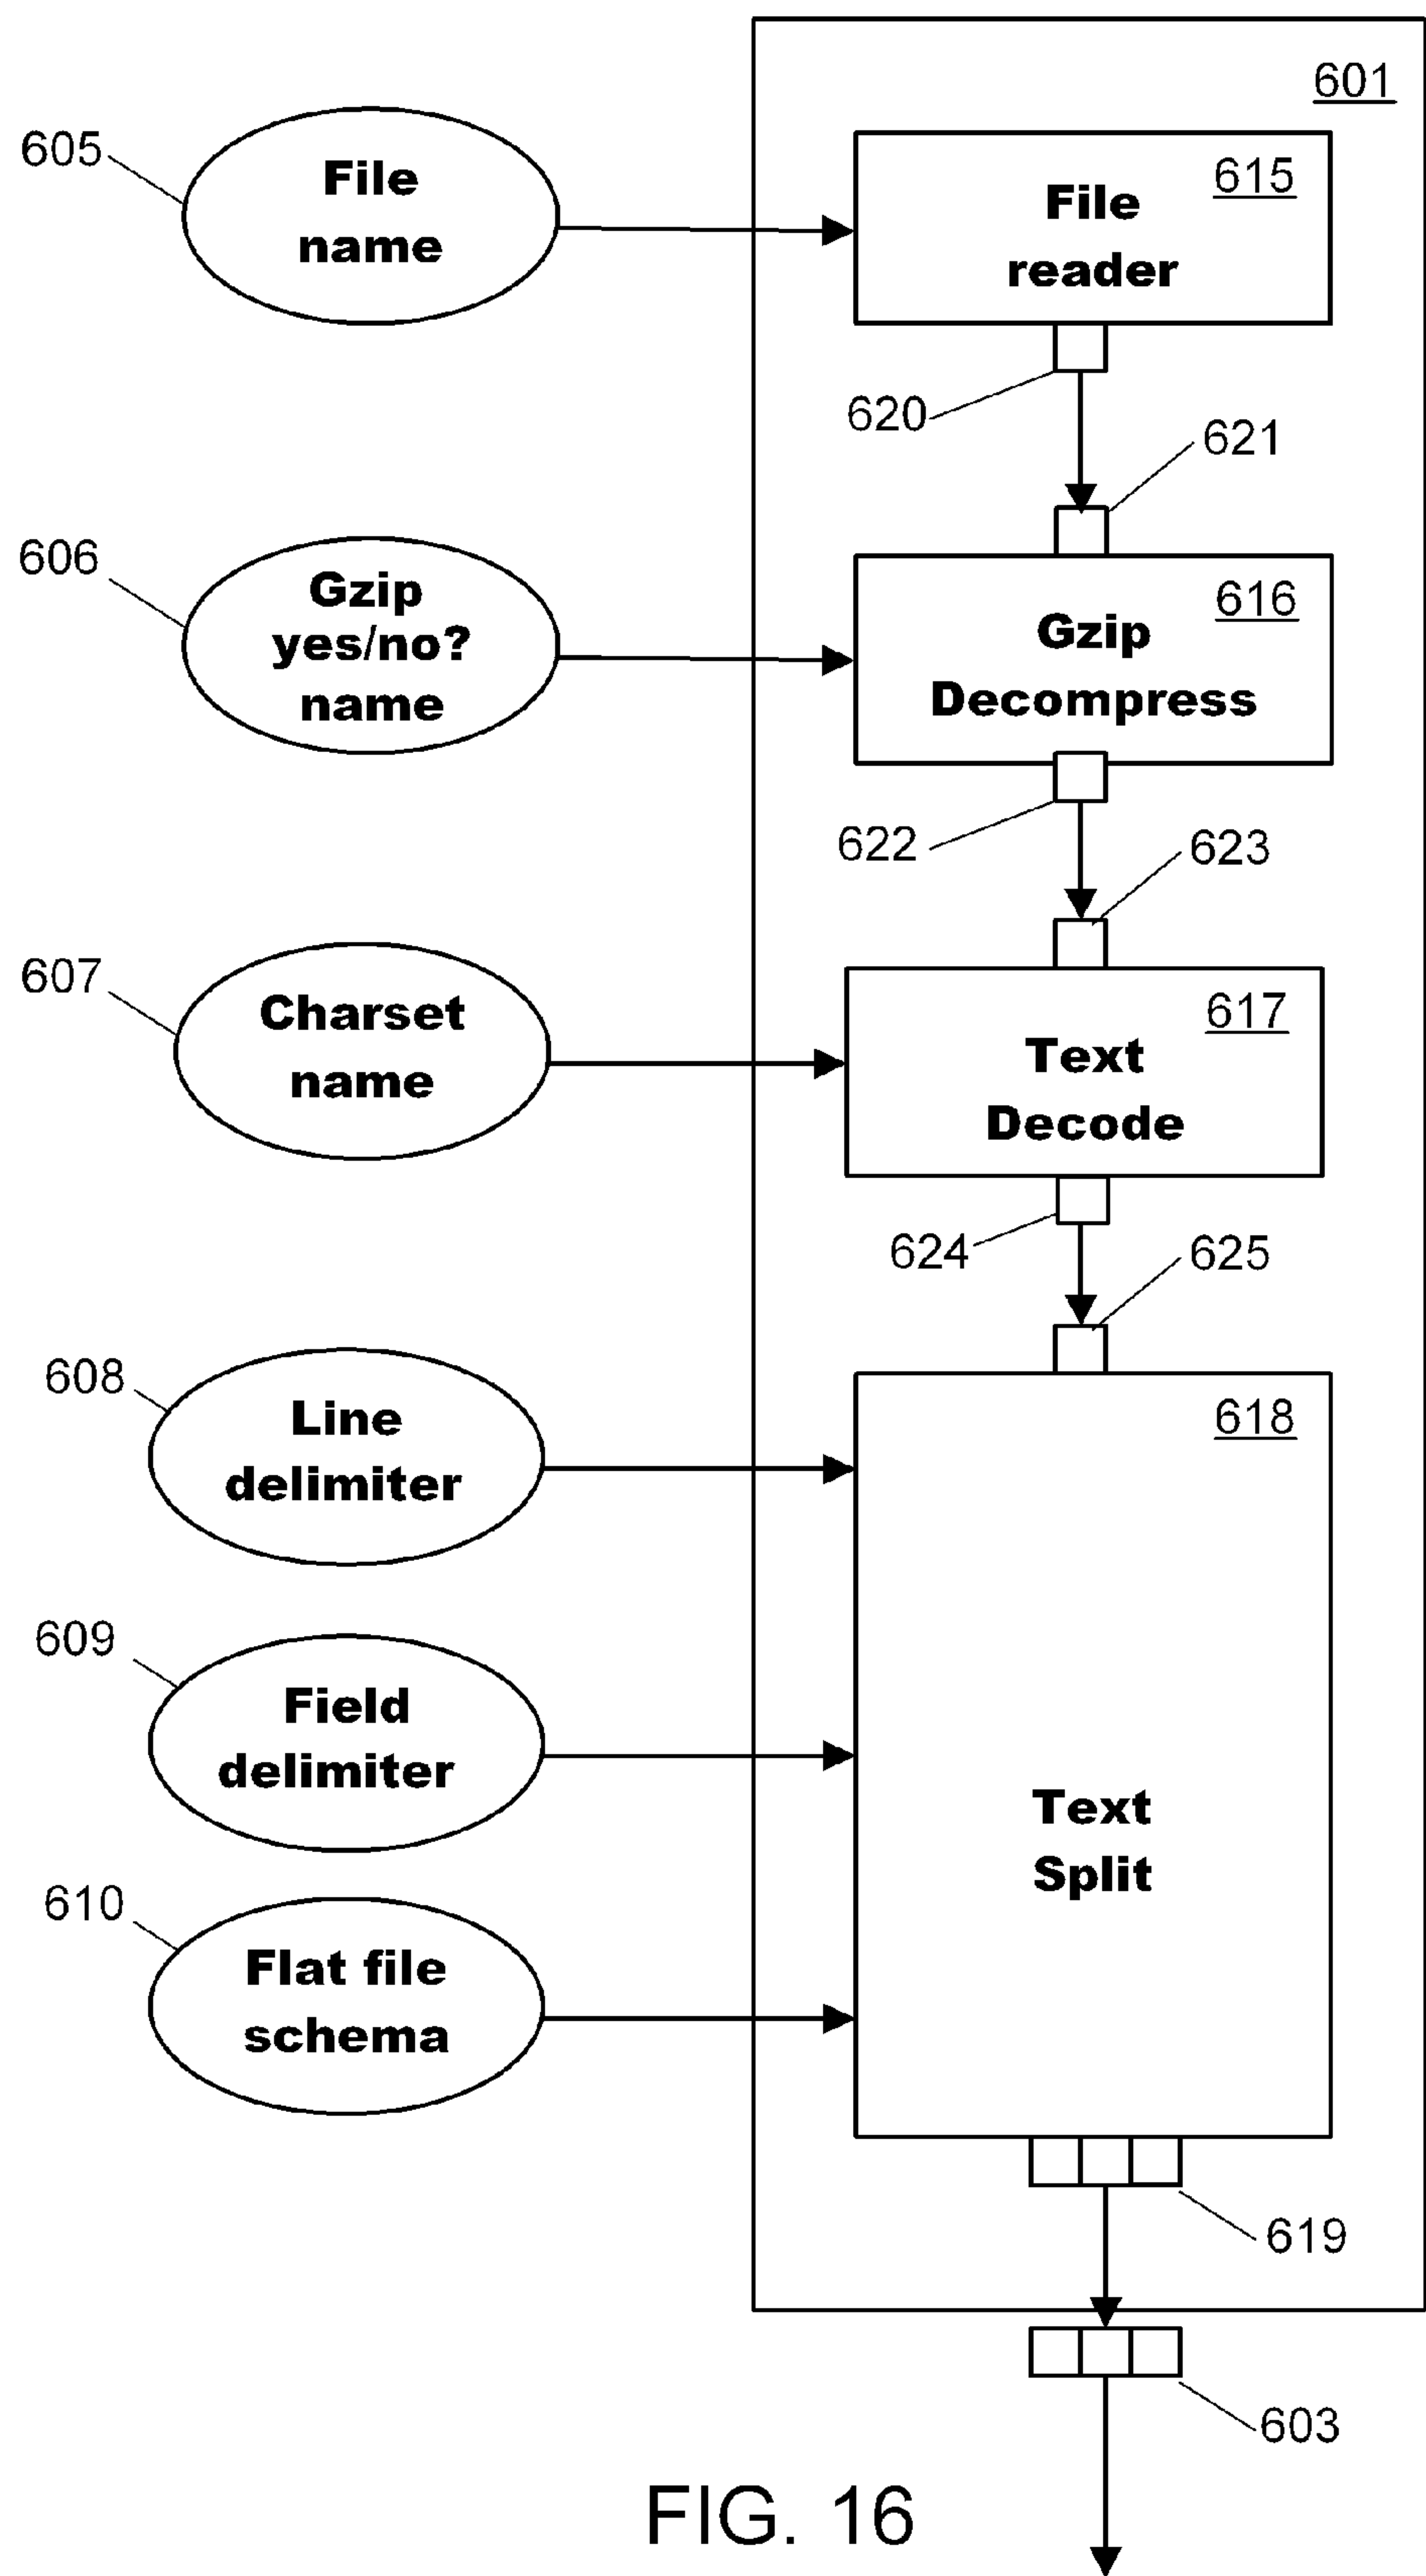 601
605
File
name
615
File
reader
620
621
606
Gzip
yes/no?
name
616
Gzip
Decompress
622
623
607
Charset
name
617
Text
Decode
624
625
608
Line
delimiter
618
609
Field
delimiter
Text
Split
610
Flat file
schema
619
603
FIG. 16